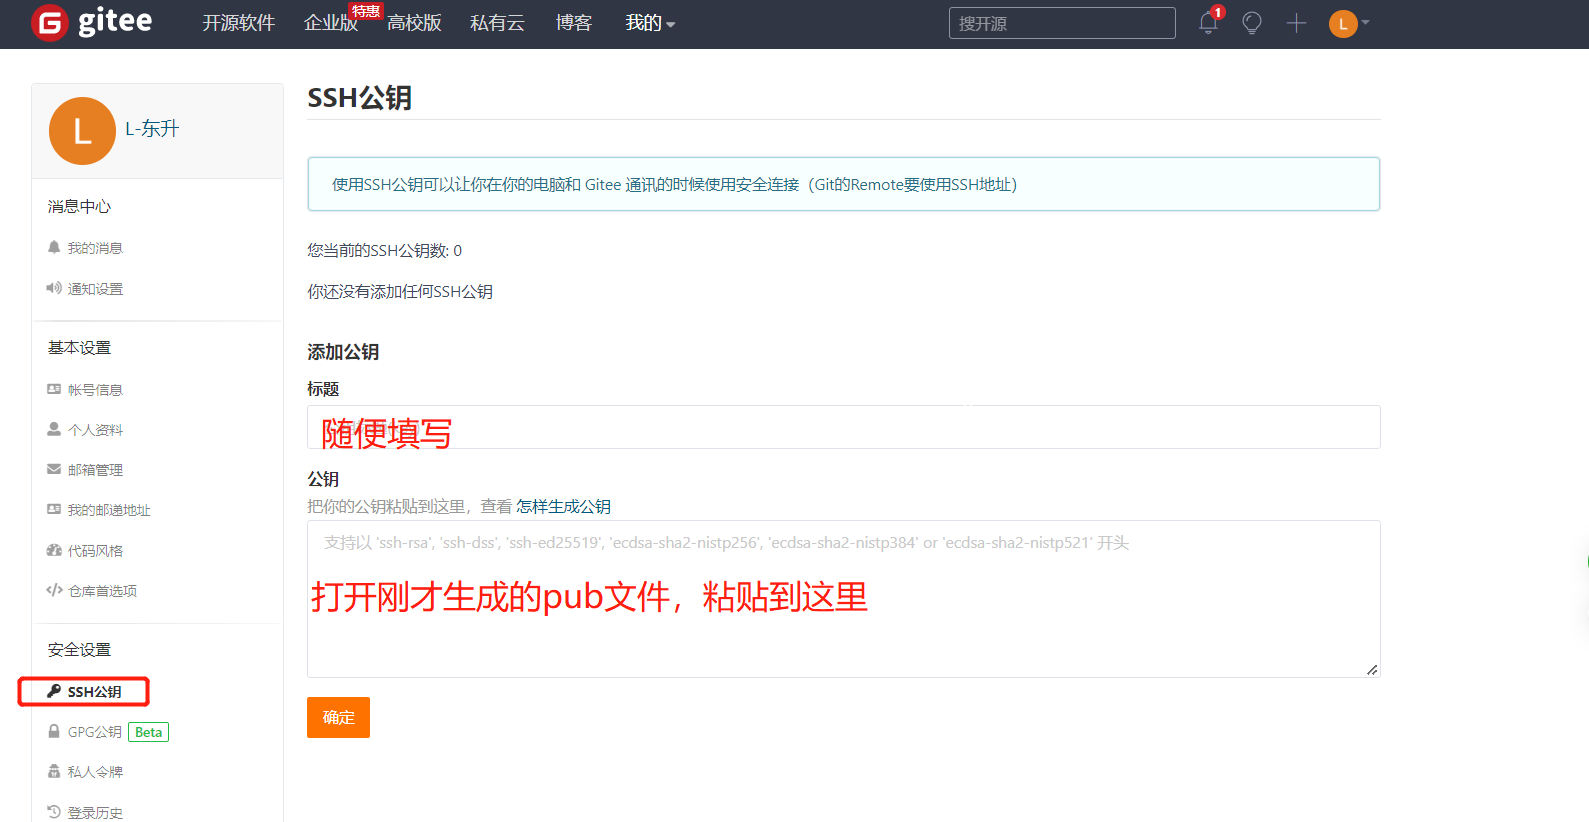 gitee 开源软件 企业版 特惠 高校版 私有云 博客 我的 搜开源 1 L
L L-东升
消息中心
我的消息
通知设置
基本设置
帐号信息
个人资料
邮箱管理
我的邮递地址
代码风格
仓库首选项
安全设置
SSH公钥
GPG公钥 Beta
私人令牌
登录历史
SSH公钥
使用SSH公钥可以让你在你的电脑和 Gitee 通讯的时候使用安全连接（Git的Remote要使用SSH地址）
您当前的SSH公钥数: 0
你还没有添加任何SSH公钥
添加公钥
标题
随便填写
公钥
把你的公钥粘贴到这里，查看 怎样生成公钥
支持以 'ssh-rsa', 'ssh-dss', 'ssh-ed25519', 'ecdsa-sha2-nistp256', 'ecdsa-sha2-nistp384' or 'ecdsa-sha2-nistp521' 开头
打开刚才生成的pub文件，粘贴到这里
确定